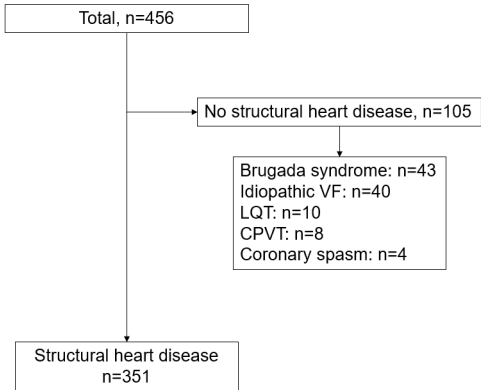 Total, n=456
No structural heart disease, n=105
Brugada syndrome: n=43
Idiopathic VF: n=40
LQT: n=10
CPVT: n=8
Coronary spasm: n=4
Structural heart disease
n=351